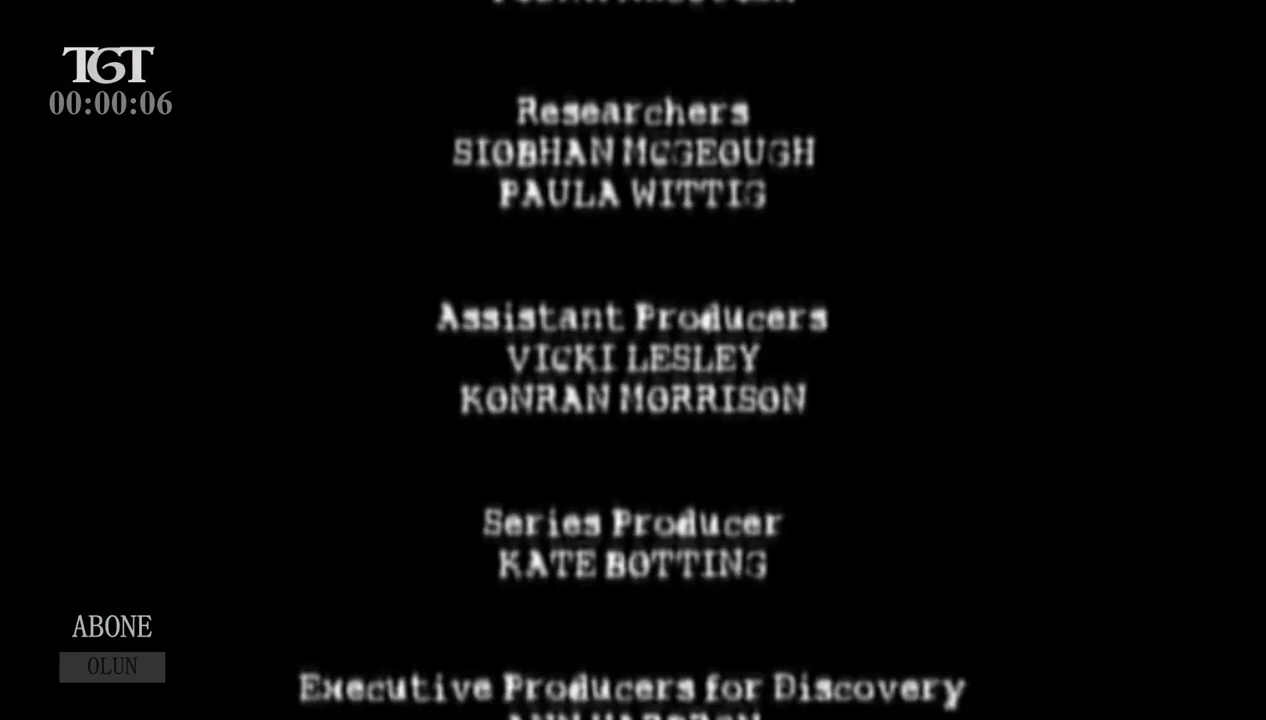 TGT
00:00:06
Researchers
SIOBHAN MCGEOUGH
PAULA WITTIG
Assistant Producers
VICKI LESLEY
KONRAN MORRISON
Series Producer
KATE BOTTING
ABONE
OLUN
Executive Producers for Discovery